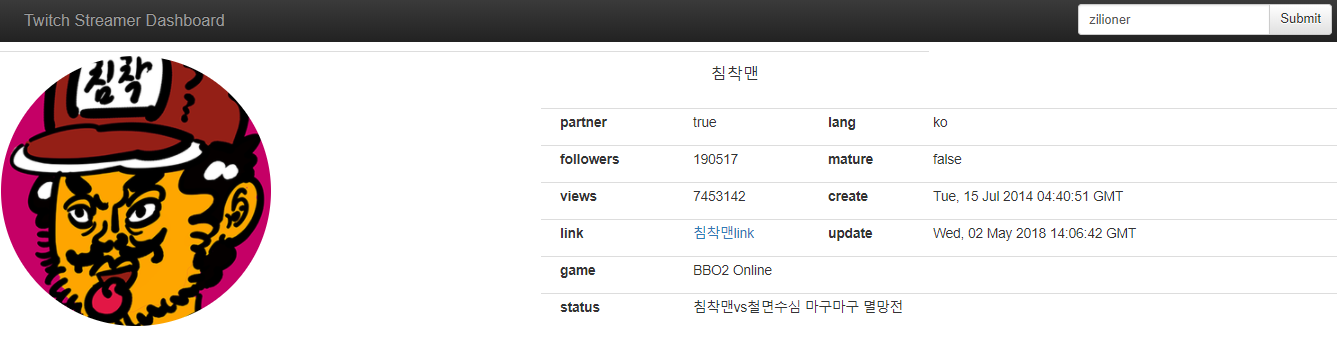 Twitch Streamer Dashboard zilioner Submit
침착
침착맨
partner true lang ko
followers 190517 mature false
views 7453142 create Tue, 15 Jul 2014 04:40:51 GMT
link 침착맨link update Wed, 02 May 2018 14:06:42 GMT
game BBO2 Online
status 침착맨vs철면수심 마구마구 멸망전